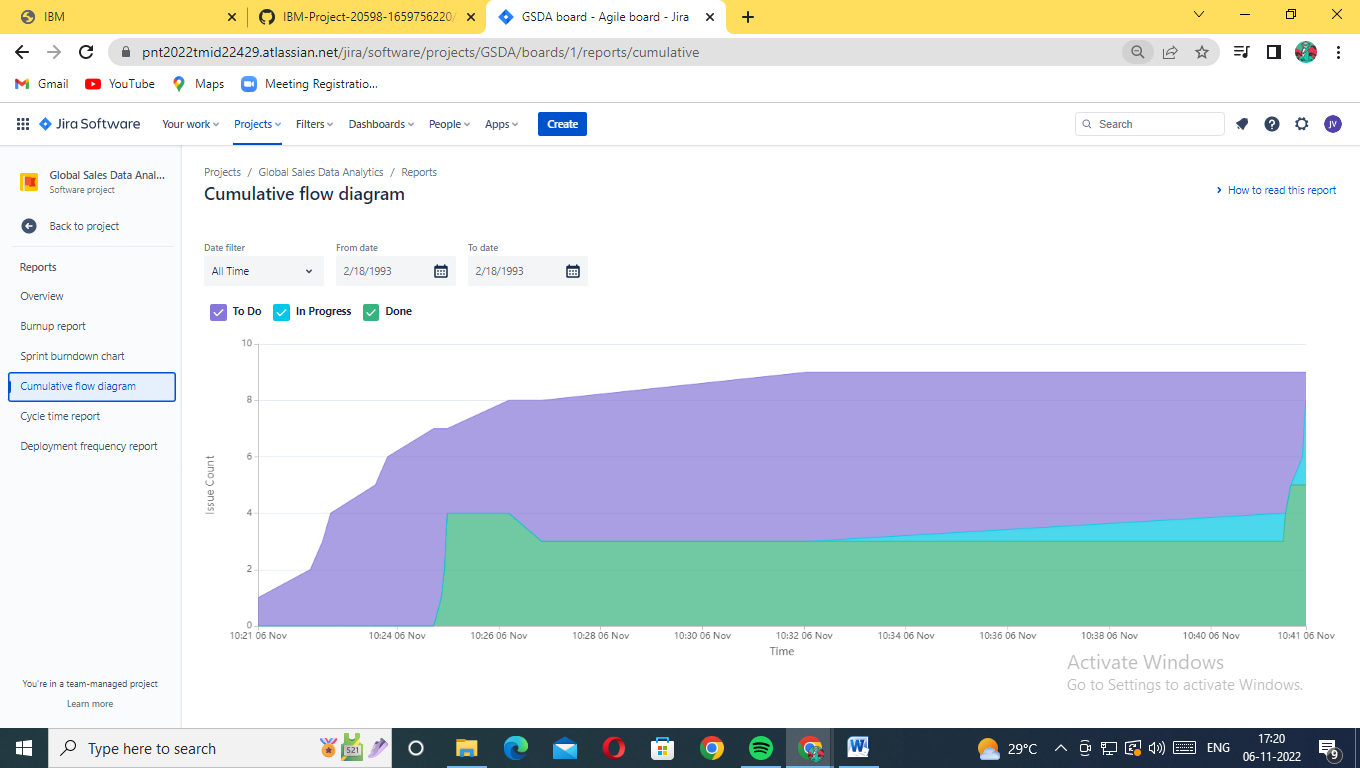 IBM
IBM-Project-20598-1659756220/
GSDA board - Agile board - Jira
pnt2022tmid22429.atlassian.net/jira/software/projects/GSDA/boards/1/reports/cumulative
Gmail YouTube Maps Meeting Registratio...
Jira Software Your work Projects Filters Dashboards People Apps Create Search JV
Global Sales Data Anal...
Software project
Back to project
Reports
Overview
Burnup report
Sprint burndown chart
Cumulative flow diagram
Cycle time report
Deployment frequency report
You're in a team-managed project
Learn more
Projects / Global Sales Data Analytics / Reports
Cumulative flow diagram
How to read this report
Date filter From date To date
All Time 2/18/1993 2/18/1993
To Do In Progress Done
10
8
6
4
2
0
Issue Count
10:21 06 Nov 10:24 06 Nov 10:26 06 Nov 10:28 06 Nov 10:30 06 Nov 10:32 06 Nov 10:34 06 Nov 10:36 06 Nov 10:38 06 Nov 10:40 06 Nov 10:41 06 Nov
Time
Activate Windows
Go to Settings to activate Windows.
Type here to search
521
29°C
ENG
17:20
06-11-2022
9